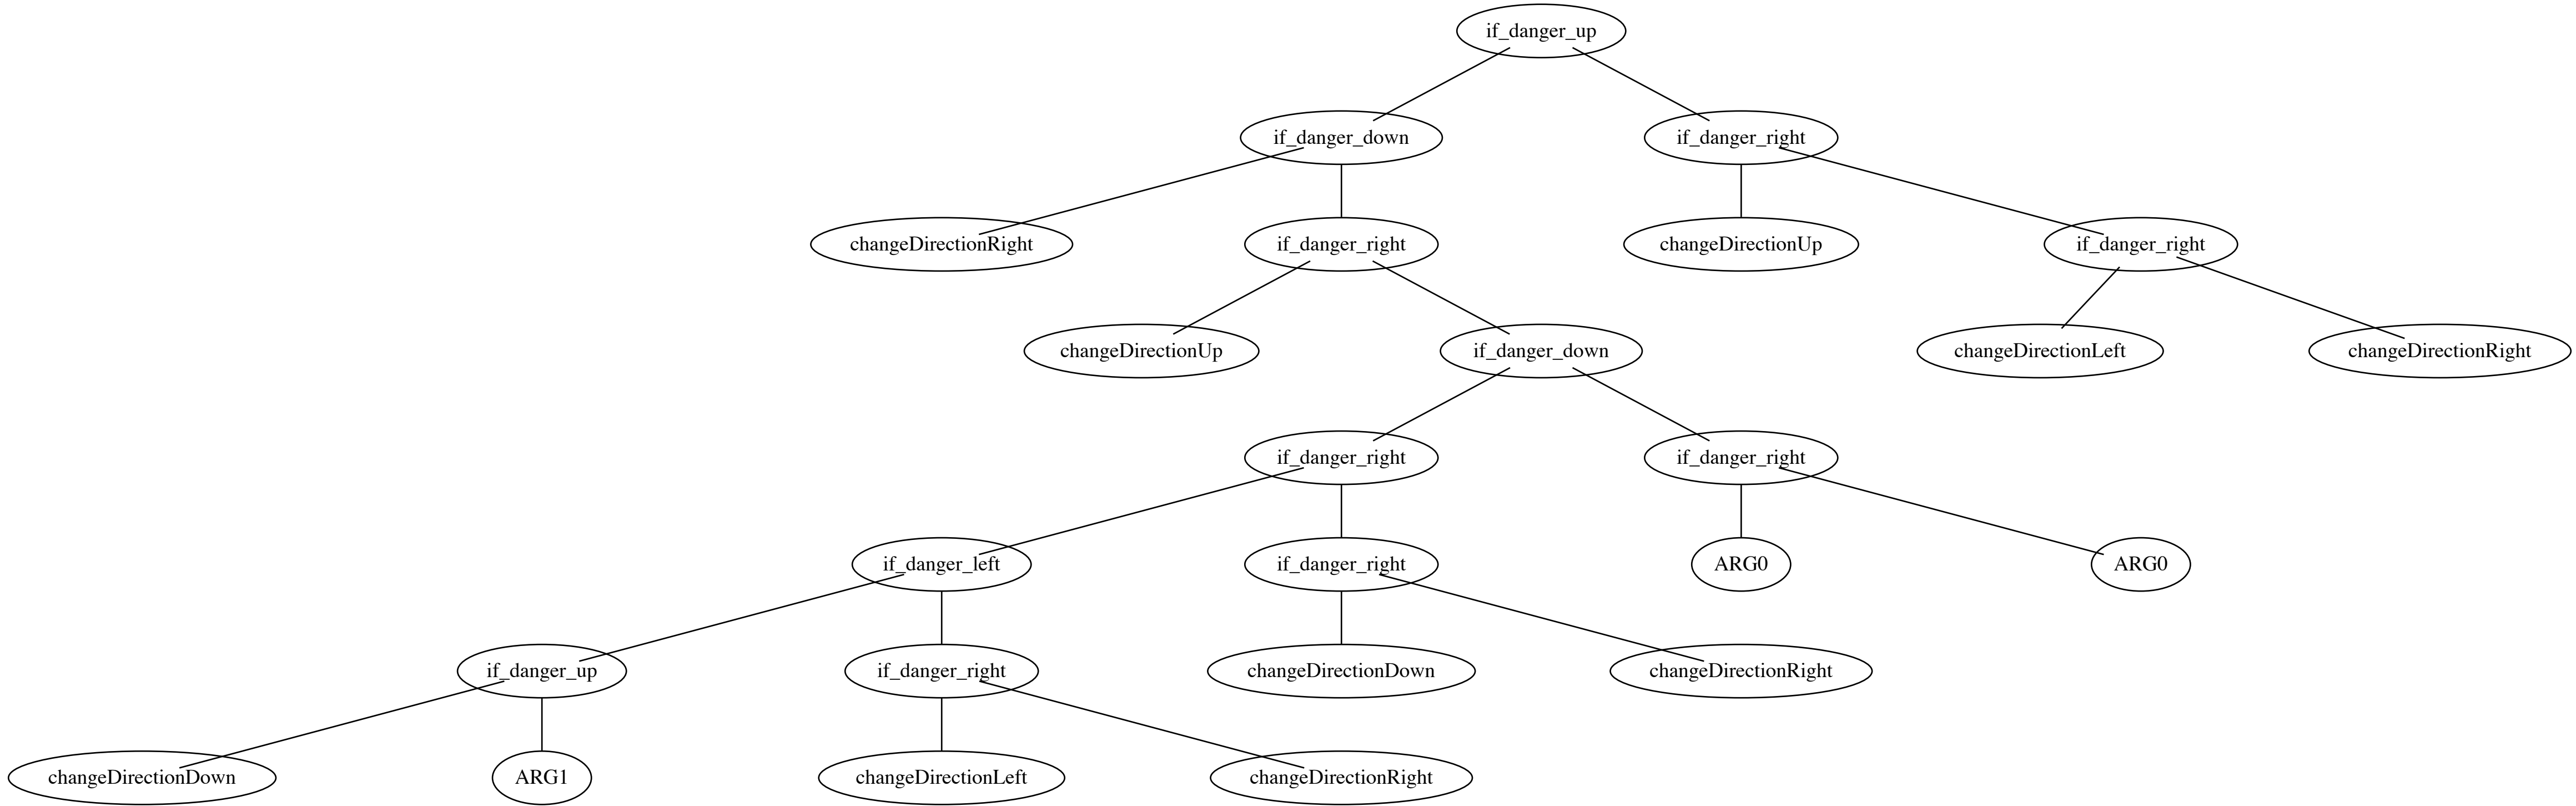 if_danger_up
if_danger_down
if_danger_right
changeDirectionRight
if_danger_right
changeDirectionUp
if_danger_right
changeDirectionUp
if_danger_down
changeDirectionLeft
changeDirectionRight
if_danger_right
if_danger_right
if_danger_left
if_danger_right
ARG0
ARG0
if_danger_up
if_danger_right
changeDirectionDown
changeDirectionRight
changeDirectionDown
ARG1
changeDirectionLeft
changeDirectionRight